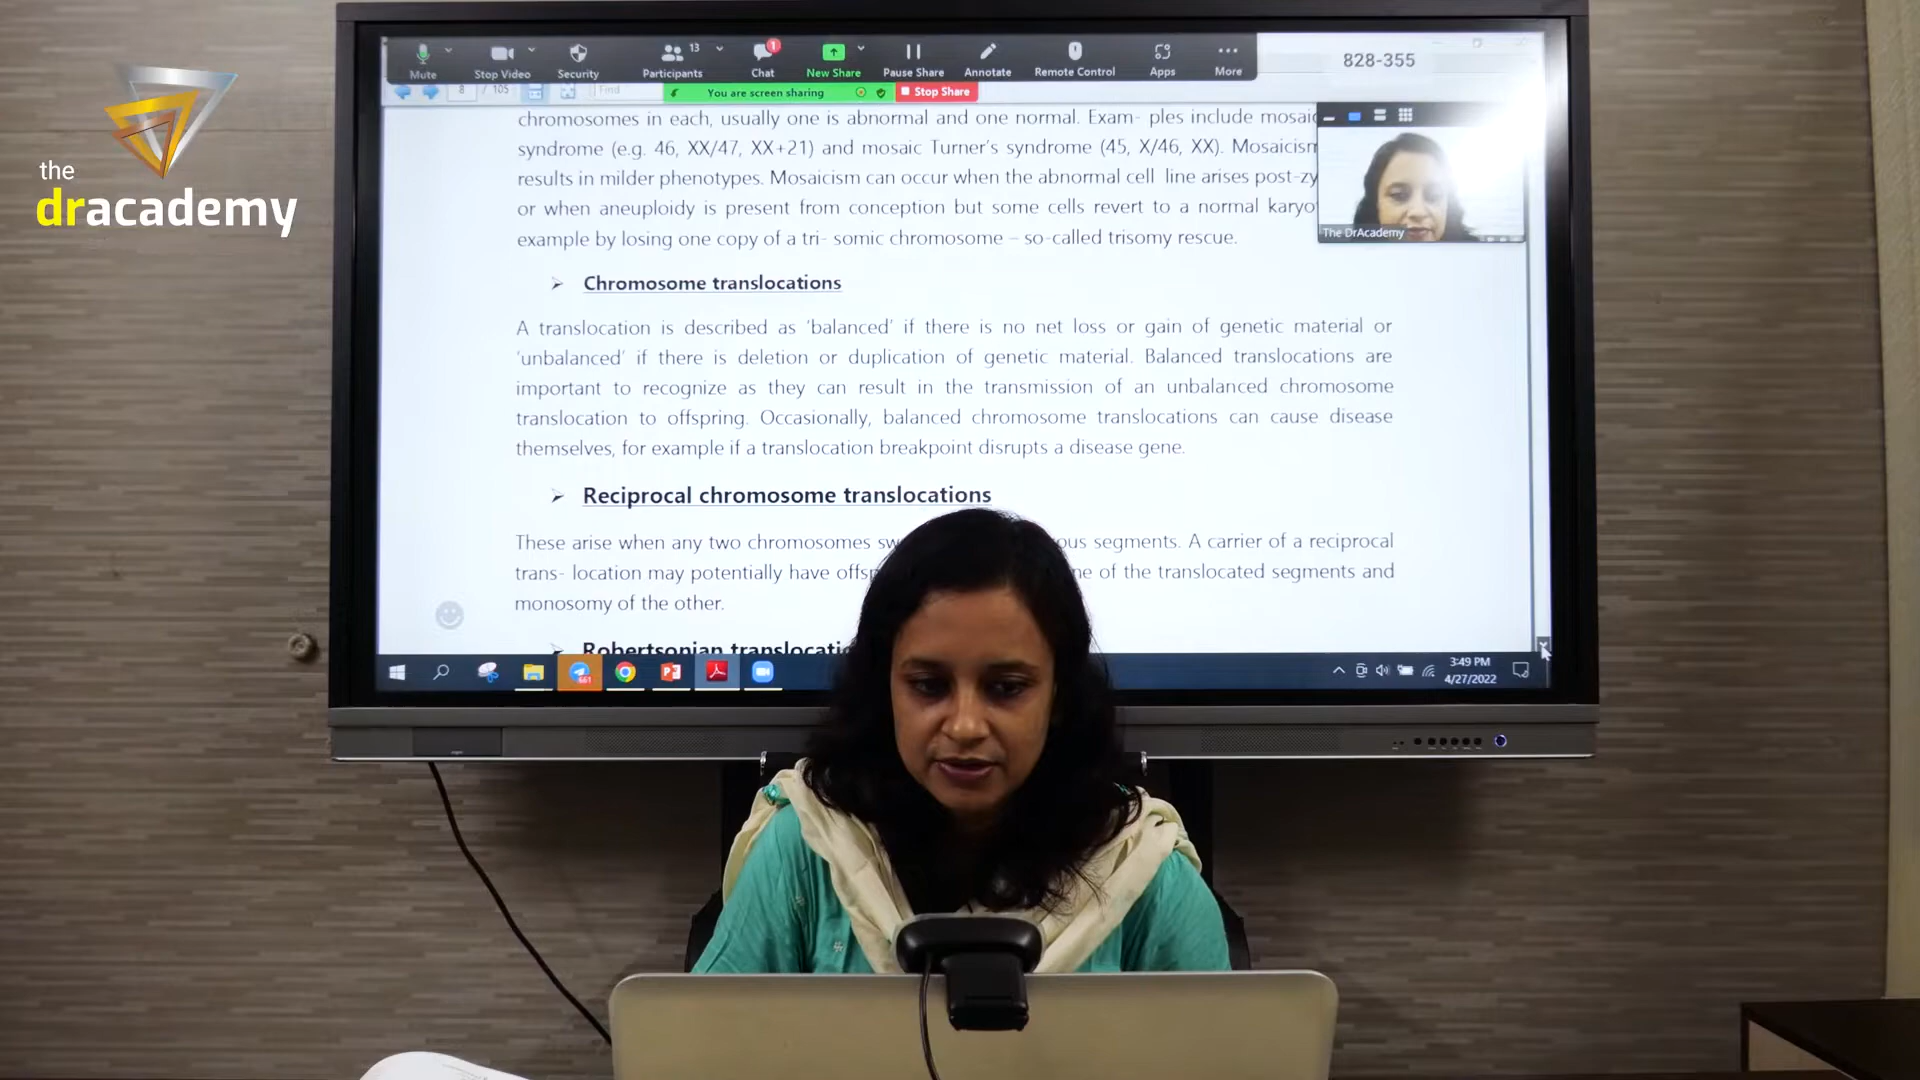 the
dracademy
Mute
Stop Video
Security
Participants
13
Chat
1
New Share
Pause Share
Annotate
Remote Control
Apps
More
828-355
8 / 105
Find
You are screen sharing
Stop Share
The DrAcademy
chromosomes in each, usually one is abnormal and one normal. Exam- ples include
syndrome (e.g. 46, XX/47, XX+21) and mosaic Turner's syndrome (45, X/46, XX).
results in milder phenotypes. Mosaicism can occur when the abnormal cell line arises
or when aneuploidy is present from conception but some cells revert to a normal
example by losing one copy of a tri- somic chromosome – so-called trisomy rescue.
➢ Chromosome translocations
A translocation is described as 'balanced' if there is no net loss or gain of genetic material or
'unbalanced' if there is deletion or duplication of genetic material. Balanced translocations are
important to recognize as they can result in the transmission of an unbalanced chromosome
translocation to offspring. Occasionally, balanced chromosome translocations can cause disease
themselves, for example if a translocation breakpoint disrupts a disease gene.
➢ Reciprocal chromosome translocations
These arise when any two chromosomes segments. A carrier of a reciprocal
trans- location may potentially have of the translocated segments and
monosomy of the other.
➢ Robertsonian
3:49 PM
4/27/2022